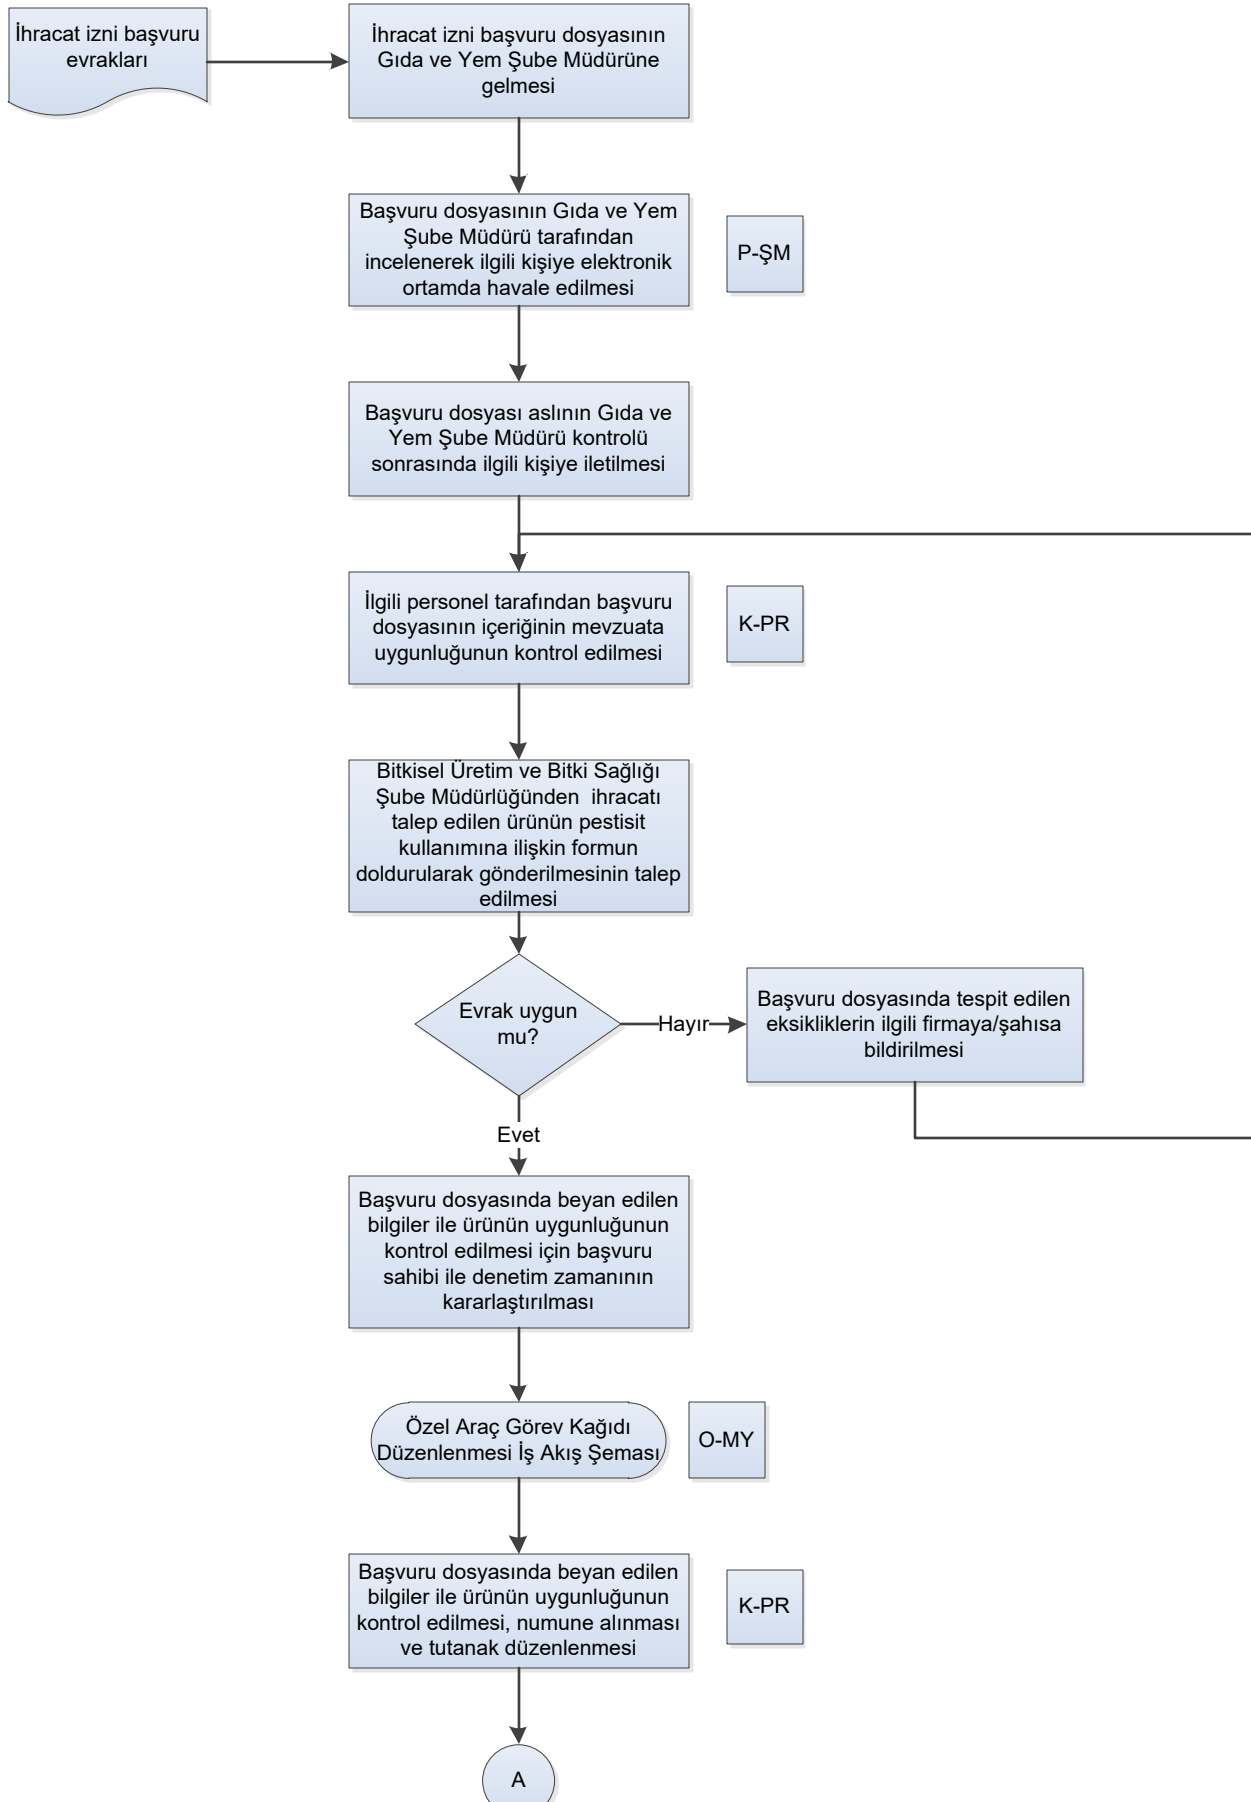 İhracat izni başvuru
evrakları
İhracat izni başvuru dosyasının
Gıda ve Yem Şube Müdürüne
gelmesi
Başvuru dosyasının Gıda ve Yem
Şube Müdürü tarafından
incelenerek ilgili kişiye elektronik
ortamda havale edilmesi
P-ŞM
Başvuru dosyası aslının Gıda ve
Yem Şube Müdürü kontrolü
sonrasında ilgili kişiye iletilmesi
İlgili personel tarafından başvuru
dosyasının içeriğinin mevzuata
uygunluğunun kontrol edilmesi
K-PR
Bitkisel Üretim ve Bitki Sağlığı
Şube Müdürlüğünden ihracatı
talep edilen ürünün pestisit
kullanımına ilişkin formun
doldurularak gönderilmesinin talep
edilmesi
Evrak uygun
mu?
Hayır
Başvuru dosyasında tespit edilen
eksikliklerin ilgili firmaya/şahısa
bildirilmesi
Evet
Başvuru dosyasında beyan edilen
bilgiler ile ürünün uygunluğunun
kontrol edilmesi için başvuru
sahibi ile denetim zamanının
kararlaştırılması
Özel Araç Görev Kağıdı
Düzenlenmesi İş Akış Şeması
O-MY
Başvuru dosyasında beyan edilen
bilgiler ile ürünün uygunluğunun
kontrol edilmesi, numune alınması
ve tutanak düzenlenmesi
K-PR
A